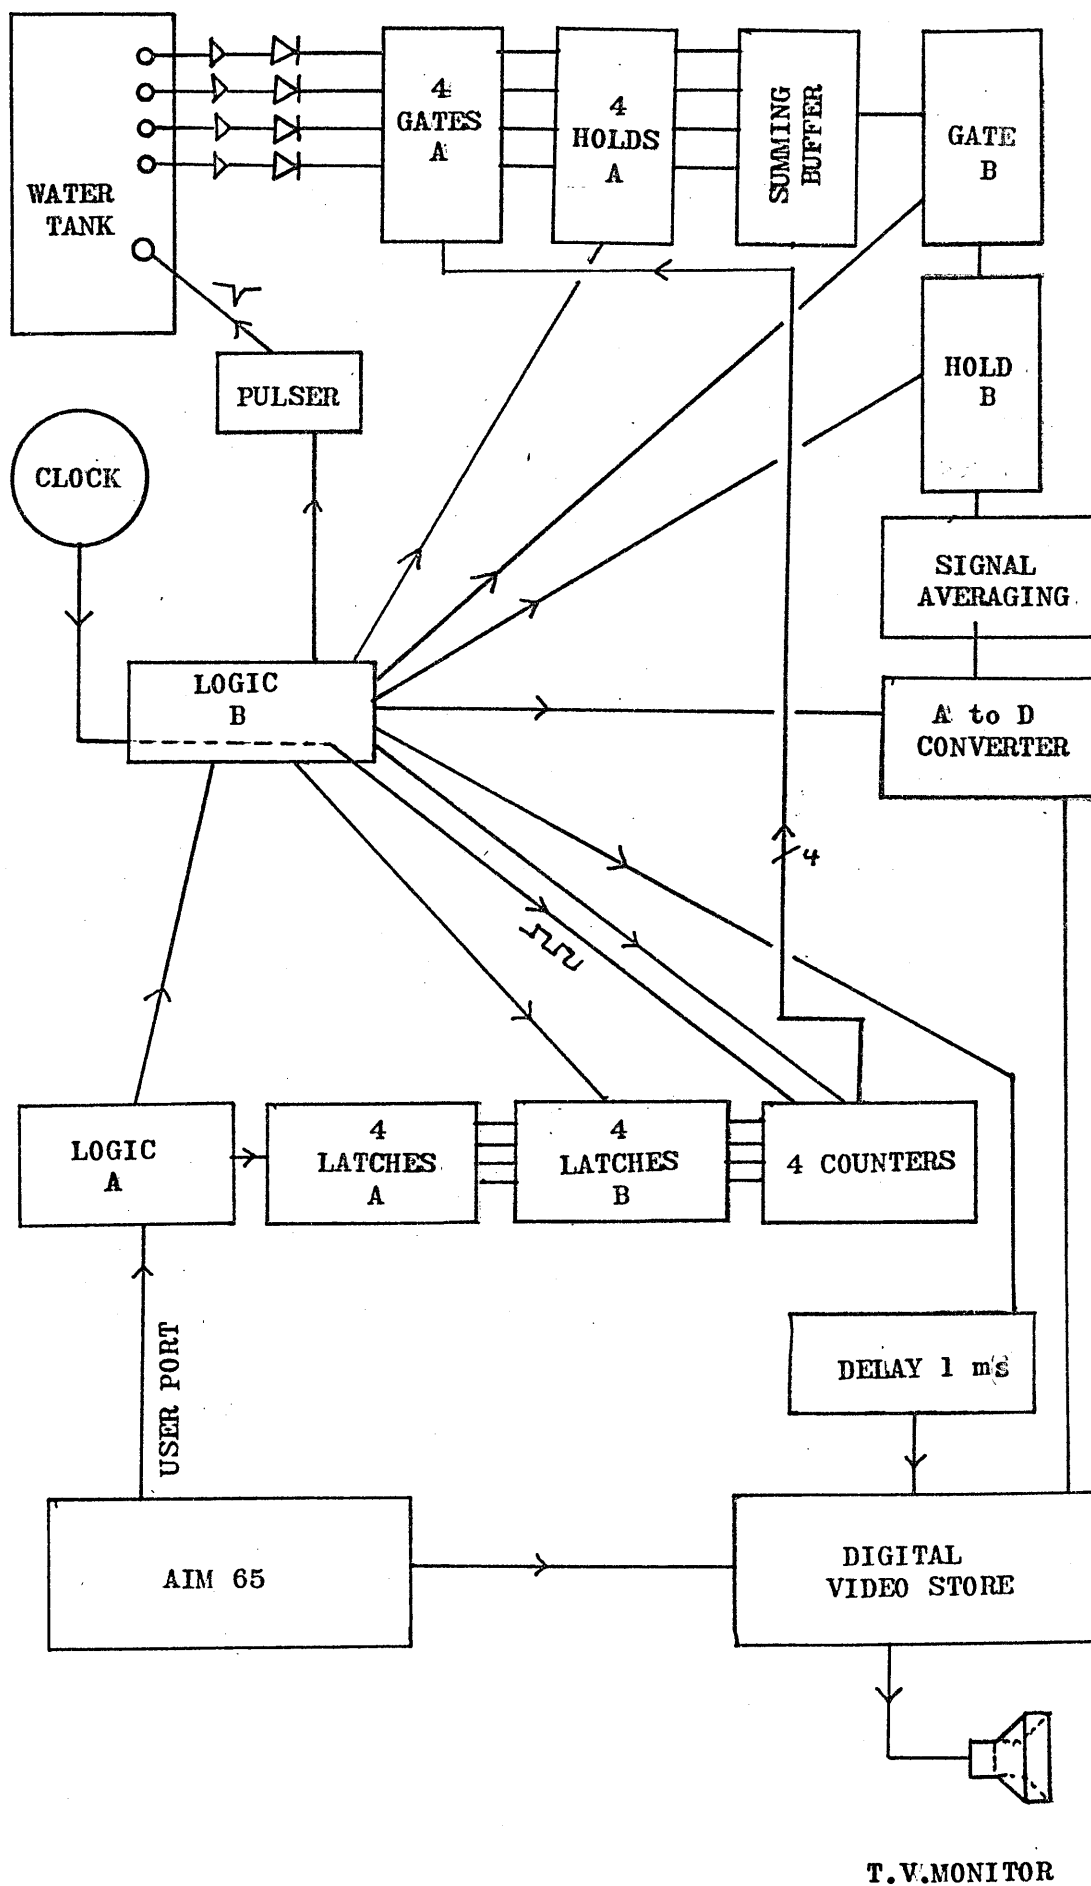 WATER
TANK
4
GATES
A
4
HOLDS
A
SUMMING
BUFFER
GATE
B
HOLD
B
PULSER
CLOCK
SIGNAL
AVERAGING
LOGIC
B
A to D
CONVERTER
4
LOGIC
A
4
LATCHES
A
4
LATCHES
B
4 COUNTERS
USER PORT
DELAY 1 ms
AIM 65
DIGITAL
VIDEO STORE
T.V.MONITOR